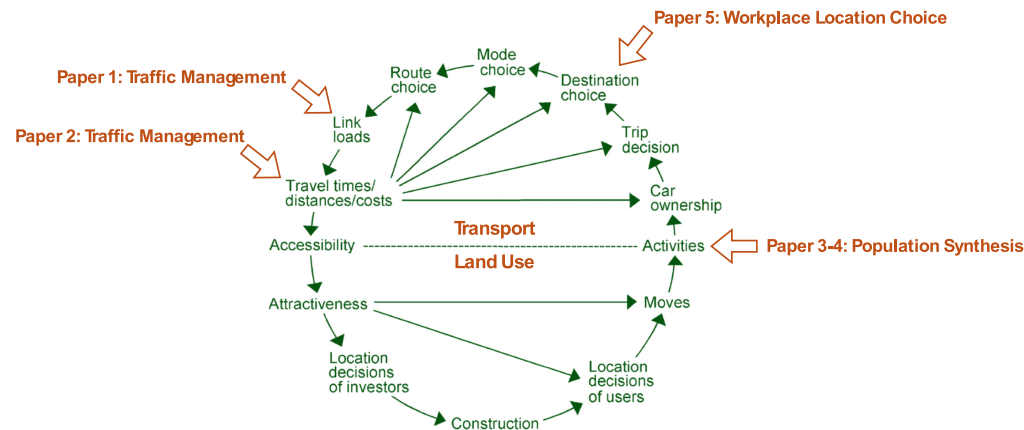 Paper 5: Workplace Location Choice
Mode
choice
Paper 1: Traffic Management
Route
choice
Destination
choice
Link
loads
Paper 2: Traffic Management
Trip
decision
Travel times/
distances/costs
Car
ownership
Transport
Accessibility
Activities
Paper 3-4: Population Synthesis
Land Use
Attractiveness
Moves
Location
decisions
of investors
Location
decisions
of users
Construction